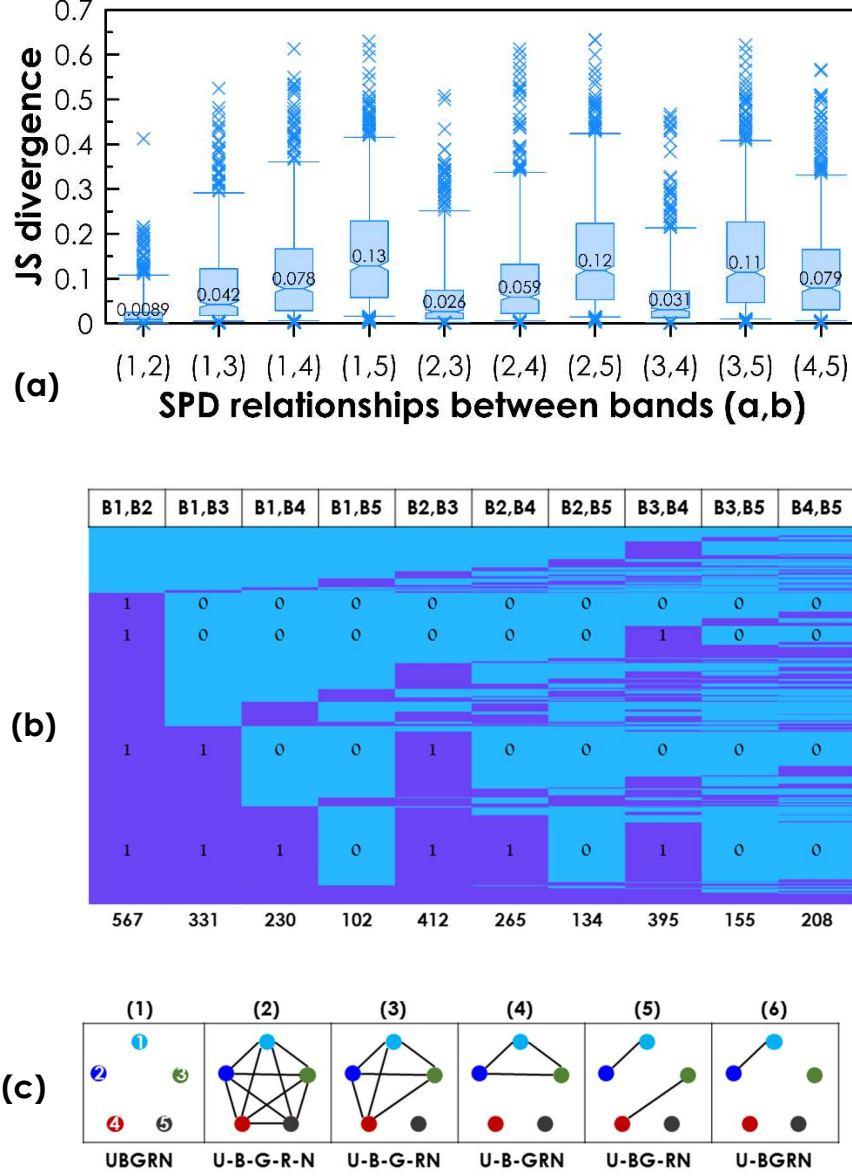 0.7
0.6
0.5
0.4
0.3
0.2
0.1
0
JS divergence
0.0089
0.042
0.078
0.13
0.026
0.059
0.12
0.031
0.11
0.079
(1,2) (1,3) (1,4) (1,5) (2,3) (2,4) (2,5) (3,4) (3,5) (4,5)
(a)
SPD relationships between bands (a,b)
B1,B2 B1,B3 B1,B4 B1,B5 B2,B3 B2,B4 B2,B5 B3,B4 B3,B5 B4,B5
1 0 0 0 0 0 0 0 0 0
1 0 0 0 0 0 0 1 0 0
(b)
1 1 0 0 1 0 0 0 0 0
1 1 1 0 1 1 0 1 0 0
567 331 230 102 412 265 134 395 155 208
(1) (2) (3) (4) (5) (6)
1
2 3
4 5
(c)
UBGRN U-B-G-R-N U-B-G-RN U-B-GRN U-BG-RN U-BGRN